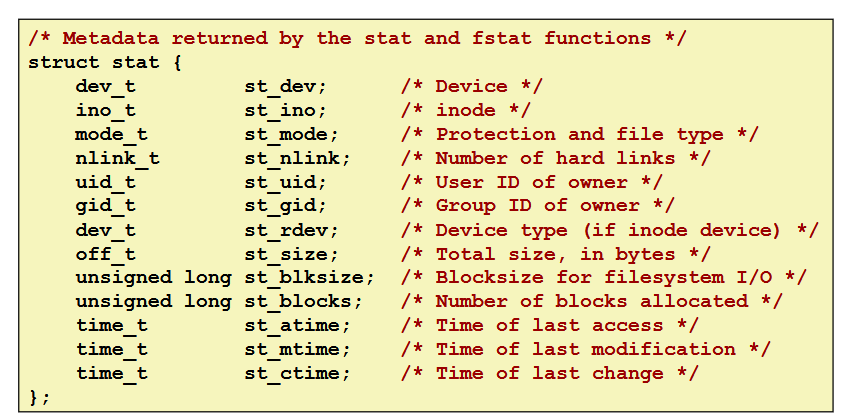 /* Metadata returned by the stat and fstat functions */
struct stat {
    dev_t         st_dev;      /* Device */
    ino_t         st_ino;      /* inode */
    mode_t        st_mode;     /* Protection and file type */
    nlink_t       st_nlink;    /* Number of hard links */
    uid_t         st_uid;      /* User ID of owner */
    gid_t         st_gid;      /* Group ID of owner */
    dev_t         st_rdev;     /* Device type (if inode device) */
    off_t         st_size;     /* Total size, in bytes */
    unsigned long st_blksize;  /* Blocksize for filesystem I/O */
    unsigned long st_blocks;   /* Number of blocks allocated */
    time_t        st_atime;    /* Time of last access */
    time_t        st_mtime;    /* Time of last modification */
    time_t        st_ctime;    /* Time of last change */
};